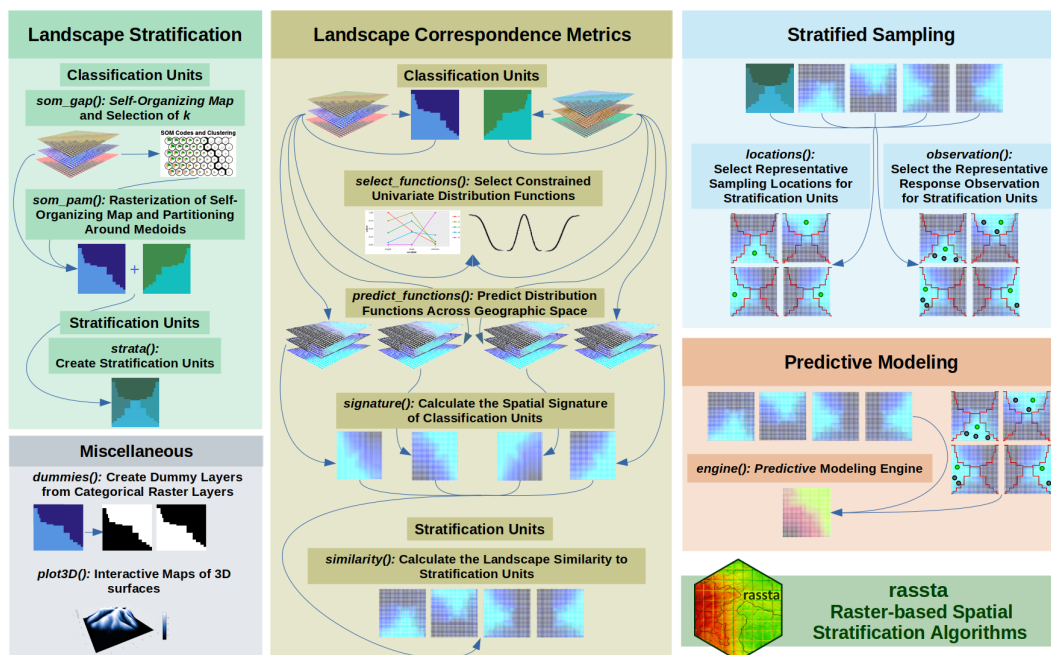 Landscape Stratification
Classification Units
som_gap(): Self-Organizing Map
and Selection of k
SOM Codes and Clustering
som_pam(): Rasterization of Self-
Organizing Map and Partitioning
Around Medoids
+
Stratification Units
strata():
Create Stratification Units
Miscellaneous
dummies(): Create Dummy Layers
from Categorical Raster Layers
plot3D(): Interactive Maps of 3D
surfaces
Landscape Correspondence Metrics
Classification Units
select_functions(): Select Constrained
Univariate Distribution Functions
predict_functions(): Predict Distribution
Functions Across Geographic Space
signature(): Calculate the Spatial Signature
of Classification Units
Stratification Units
similarity(): Calculate the Landscape Similarity to
Stratification Units
Stratified Sampling
locations():
Select Representative
Sampling Locations for
Stratification Units
observation():
Select the Representative
Response Observation
for Stratification Units
Predictive Modeling
engine(): Predictive Modeling Engine
rassta
rassta
Raster-based Spatial
Stratification Algorithms